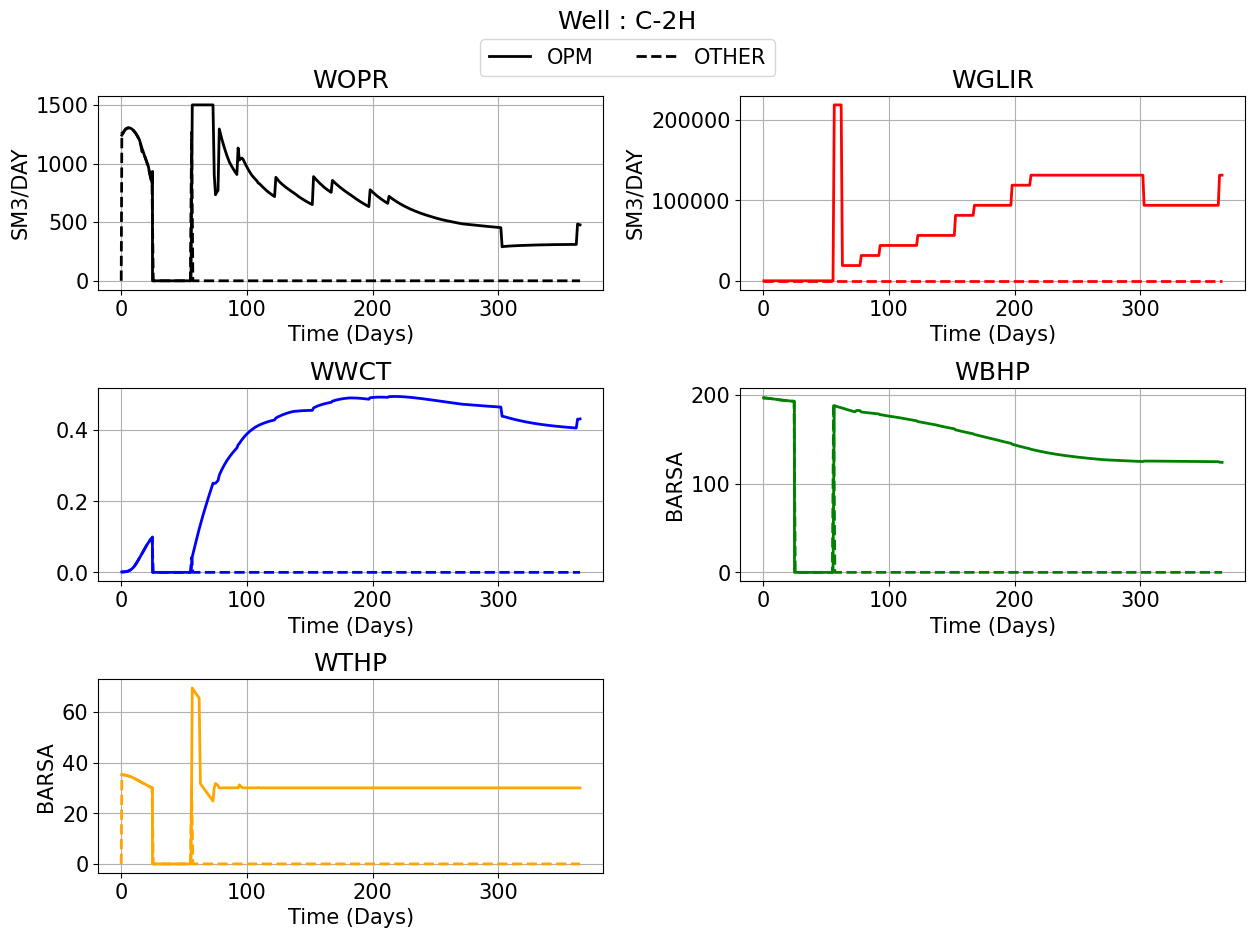 Well : C-2H
OPM OTHER
WOPR
WGLIR
SM3/DAY
1500
1000
500
0
0 100 200 300
Time (Days)
SM3/DAY
200000
100000
0
0 100 200 300
Time (Days)
WWCT
WBHP
0.4
0.2
0.0
0 100 200 300
Time (Days)
BARSA
200
100
0
0 100 200 300
Time (Days)
WTHP
BARSA
60
40
20
0
0 100 200 300
Time (Days)